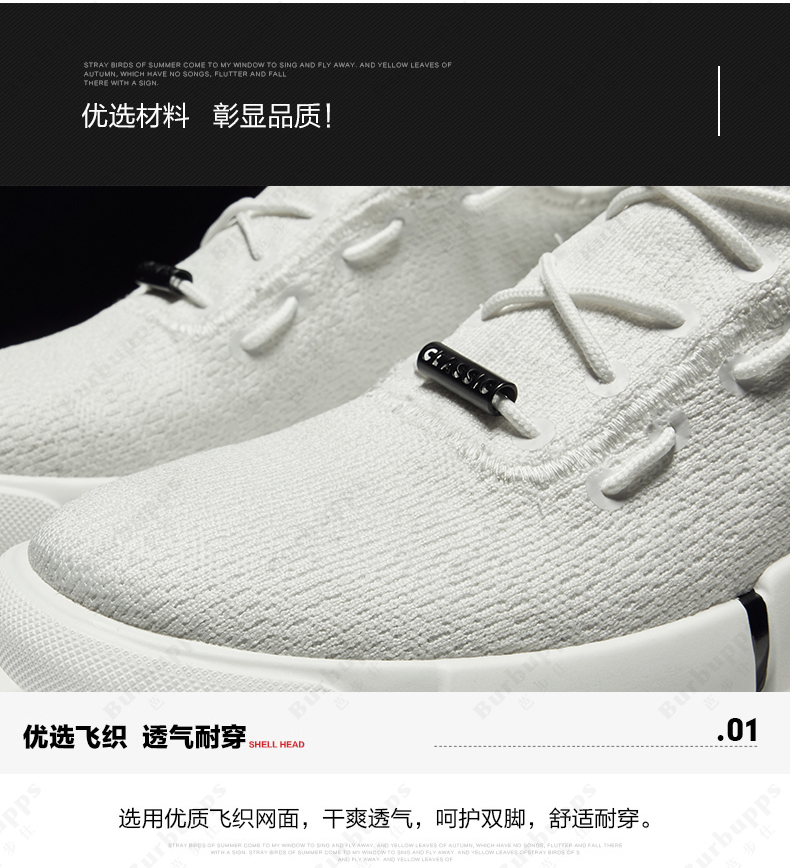 STRAY BIRDS OF SUMMER COME TO MY WINDOW TO SING AND FLY AWAY. AND YELLOW LEAVES OF
AUTUMN, WHICH HAVE NO SONGS, FLUTTER AND FALL
THERE WITH A SIGN.
优选材料 彰显品质!
CLASSIC
优选飞织 透气耐穿 SHELL HEAD
.01
选用优质飞织网面，干爽透气，呵护双脚，舒适耐穿。
STRAY BIRDS OF SUMMER COME TO MY WINDOW TO SING AND FLY AWAY. AND YELLOW LEAVES OF AUTUMN, WHICH HAVE NO SONGS, FLUTTER AND FALL THERE
WITH A SIGN. STRAY BIRDS OF SUMMER COME TO MY WINDOW TO SING AND FLY AWAY. AND YELLOW LEAVES OF
AND FLY AWAY. AND YELLOW LEAVES OF
Burbupps
Burbupps
Burbupps
Burbupps